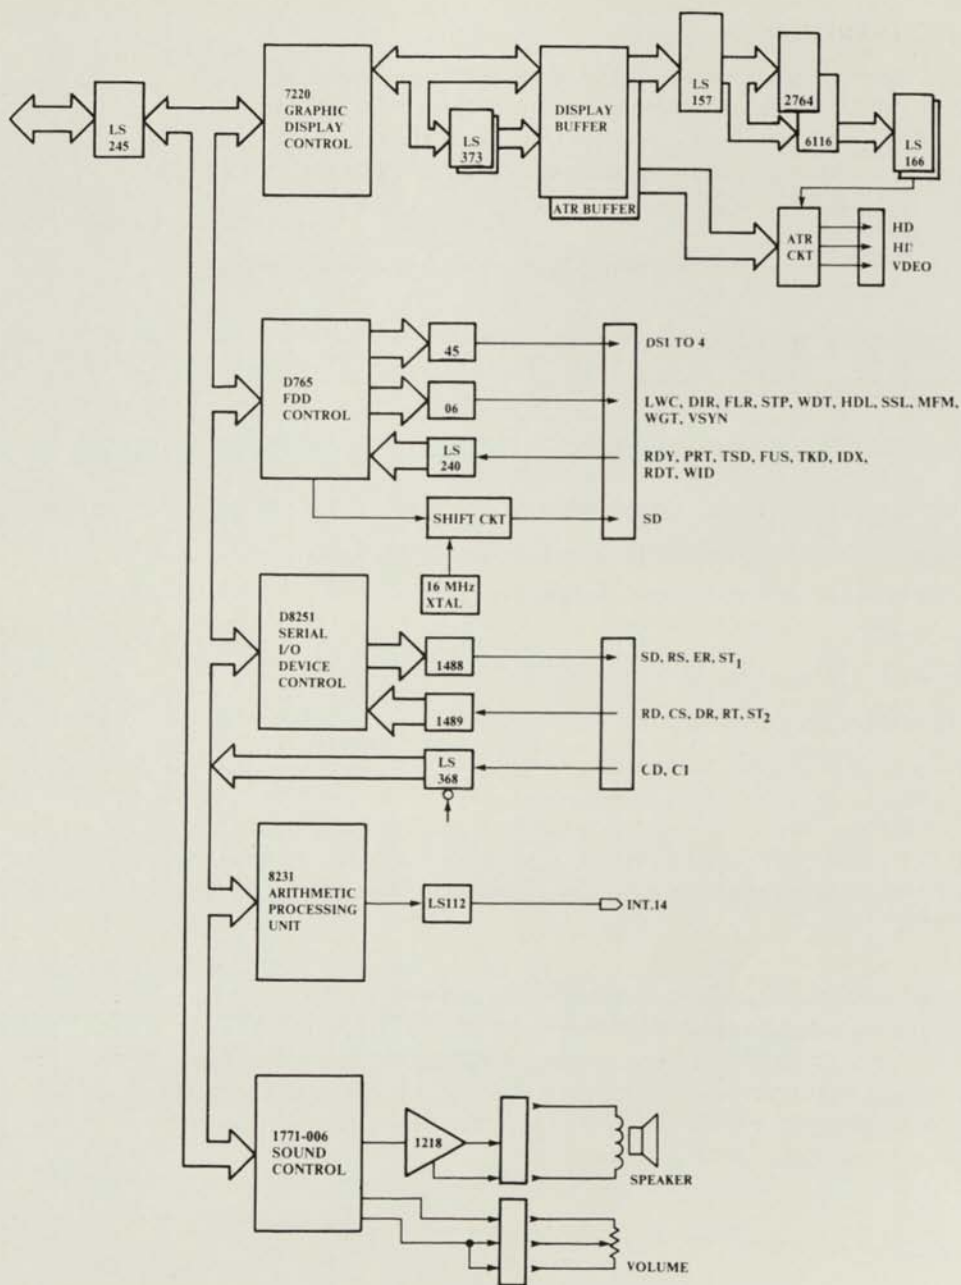 LS
245
7220
GRAPHIC
DISPLAY
CONTROL
LS
373
DISPLAY
BUFFER
ATR BUFFER
LS
157
2764
6116
LS
166
ATR
CKT
HD
VDEO
D765
FDD
CONTROL
45
DS1 TO 4
06
LWC, DIR, FLR, STP, WDT, HDL, SSL, MFM,
WGT, VSYN
LS
240
RDY, PRT, TSD, FUS, TKD, IDX,
RDT, WID
SHIFT CKT
SD
16 MHz
XTAL
D8251
SERIAL
I/O
DEVICE
CONTROL
1488
SD, RS, ER, ST1
1489
RD, CS, DR, RT, ST2
LS
368
CD, CI
8231
ARITHMETIC
PROCESSING
UNIT
LS112
INT.14
1771-006
SOUND
CONTROL
1218
SPEAKER
VOLUME